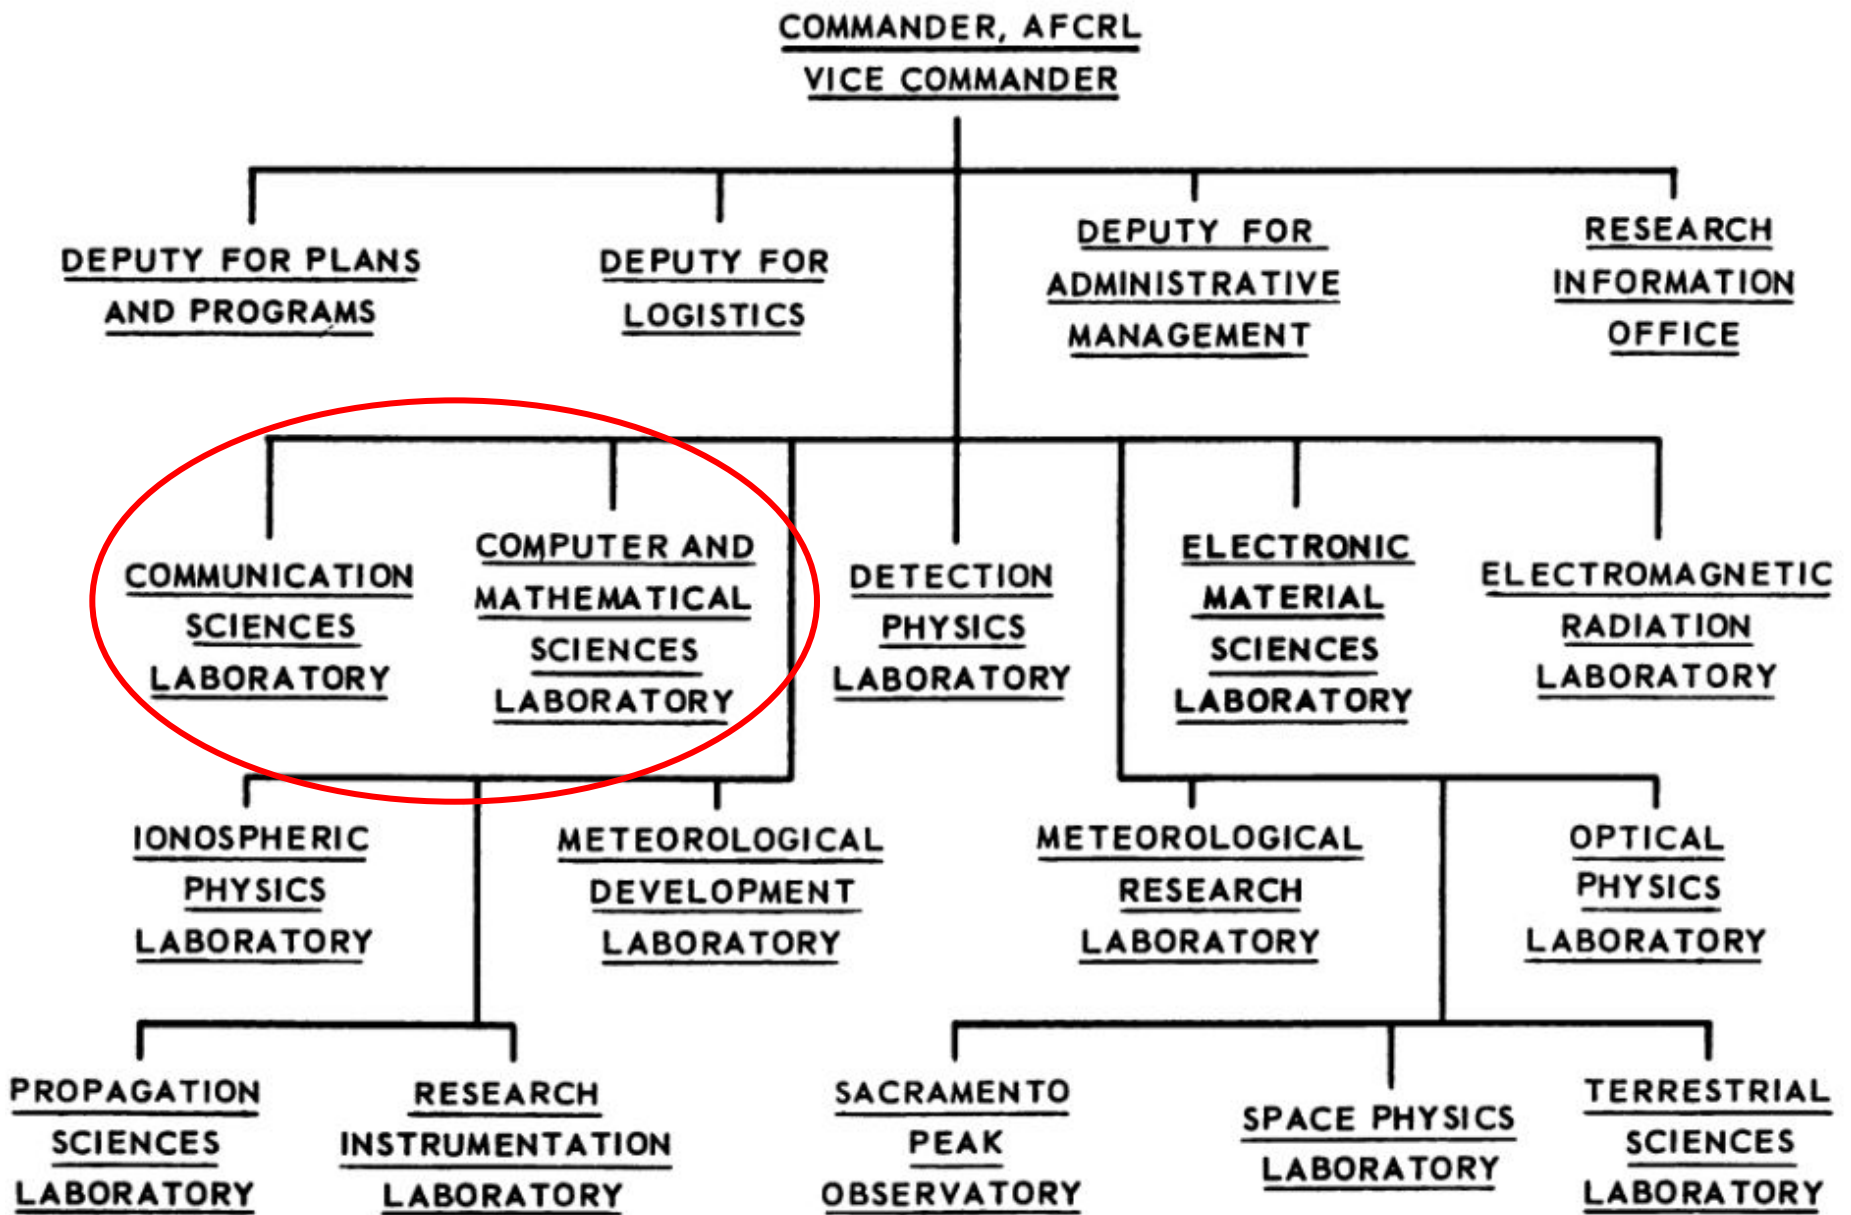 COMMANDER, AFCRL
VICE COMMANDER
DEPUTY FOR PLANS
AND PROGRAMS
DEPUTY FOR
LOGISTICS
DEPUTY FOR
ADMINISTRATIVE
MANAGEMENT
RESEARCH
INFORMATION
OFFICE
COMMUNICATION
SCIENCES
LABORATORY
COMPUTER AND
MATHEMATICAL
SCIENCES
LABORATORY
DETECTION
PHYSICS
LABORATORY
ELECTRONIC
MATERIAL
SCIENCES
LABORATORY
ELECTROMAGNETIC
RADIATION
LABORATORY
IONOSPHERIC
PHYSICS
LABORATORY
METEOROLOGICAL
DEVELOPMENT
LABORATORY
METEOROLOGICAL
RESEARCH
LABORATORY
OPTICAL
PHYSICS
LABORATORY
PROPAGATION
SCIENCES
LABORATORY
RESEARCH
INSTRUMENTATION
LABORATORY
SACRAMENTO
PEAK
OBSERVATORY
SPACE PHYSICS
LABORATORY
TERRESTRIAL
SCIENCES
LABORATORY